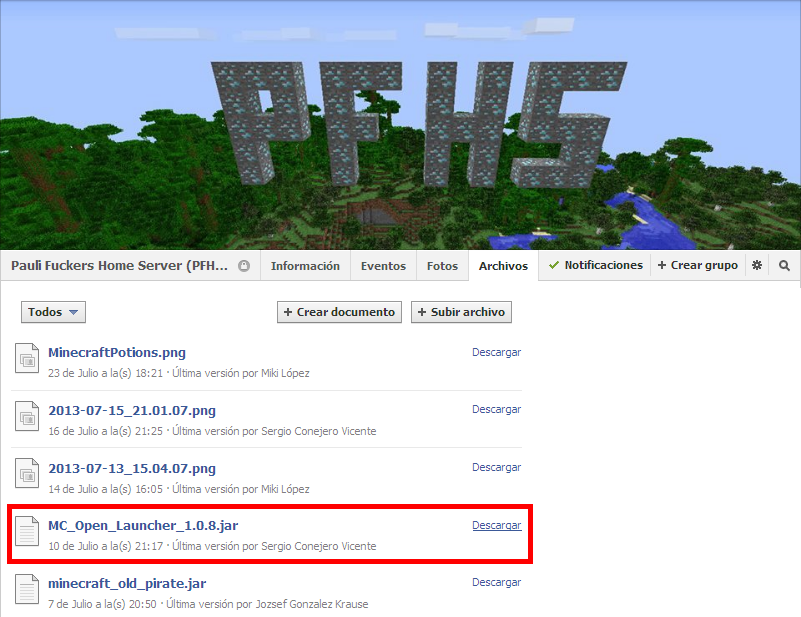 PFHS
Pauli Fuckers Home Server (PFH... Información Eventos Fotos Archivos Notificaciones + Crear grupo
Todos + Crear documento + Subir archivo
MinecraftPotions.png Descargar
23 de Julio a la(s) 18:21 · Última versión por Miki López
2013-07-15_21.01.07.png Descargar
16 de Julio a la(s) 21:25 · Última versión por Sergio Conejero Vicente
2013-07-13_15.04.07.png Descargar
14 de Julio a la(s) 16:05 · Última versión por Miki López
MC_Open_Launcher_1.0.8.jar Descargar
10 de Julio a la(s) 21:17 · Última versión por Sergio Conejero Vicente
minecraft_old_pirate.jar Descargar
7 de Julio a la(s) 20:50 · Última versión por Jozsef Gonzalez Krause